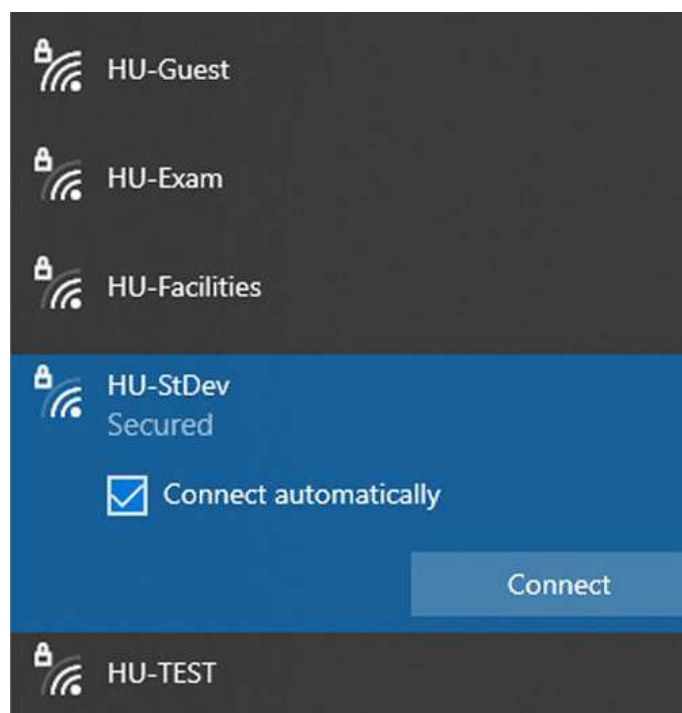 HU-Guest
HU-Exam
HU-Facilities
HU-StDev
Secured
Connect automatically
Connect
HU-TEST